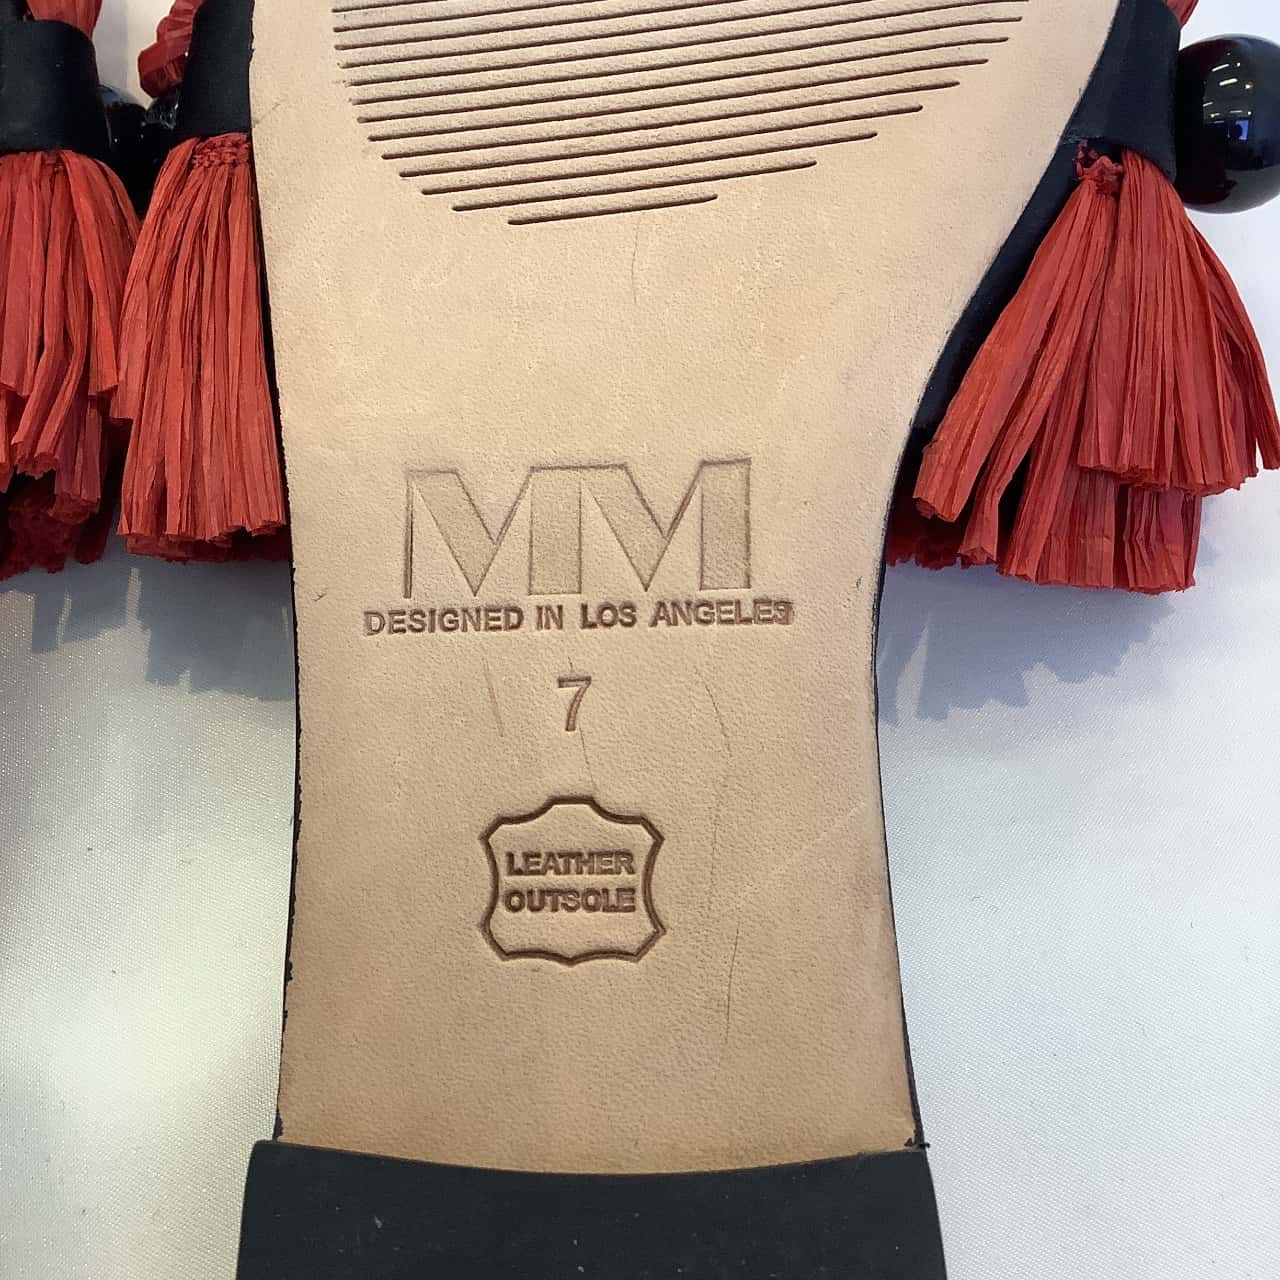 MM
DESIGNED IN LOS ANGELES
7
LEATHER
OUTSOLE